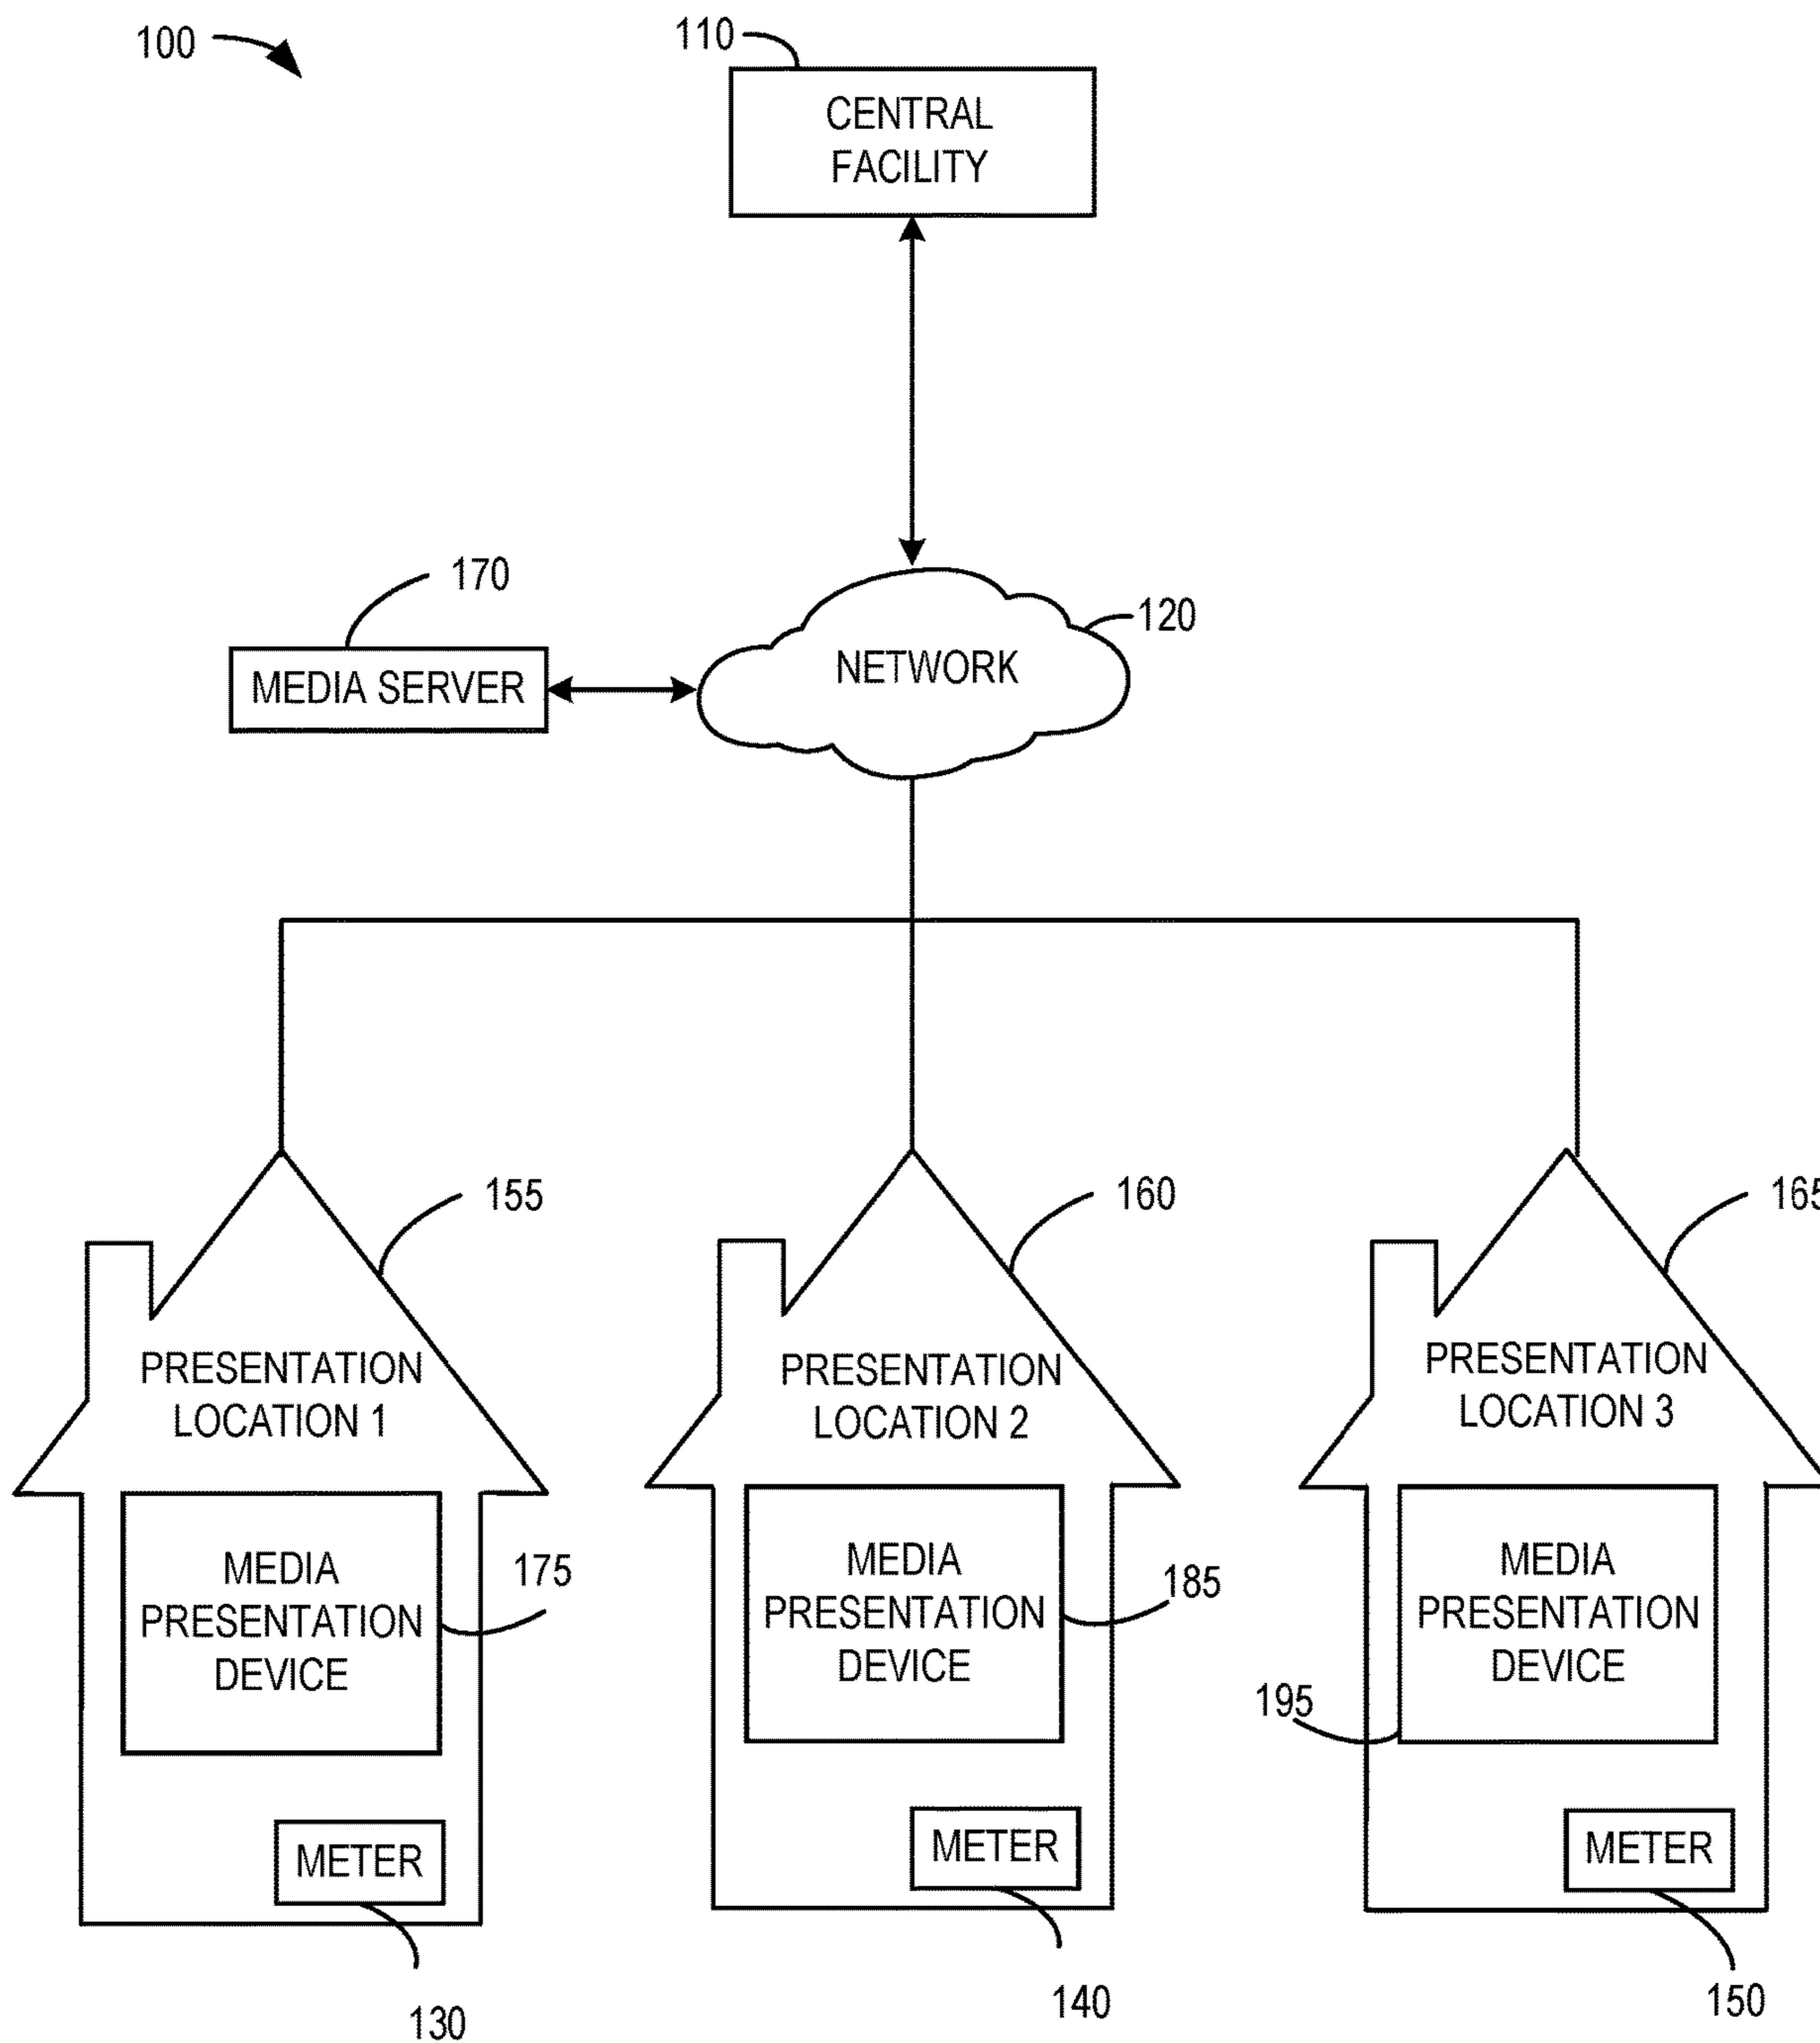 100
110
CENTRAL
FACILITY
170
120
MEDIA SERVER
NETWORK
155
160
165
PRESENTATION
LOCATION 1
PRESENTATION
LOCATION 2
PRESENTATION
LOCATION 3
MEDIA
PRESENTATION
DEVICE
175
MEDIA
PRESENTATION
DEVICE
185
MEDIA
PRESENTATION
DEVICE
195
METER
METER
METER
130
140
150